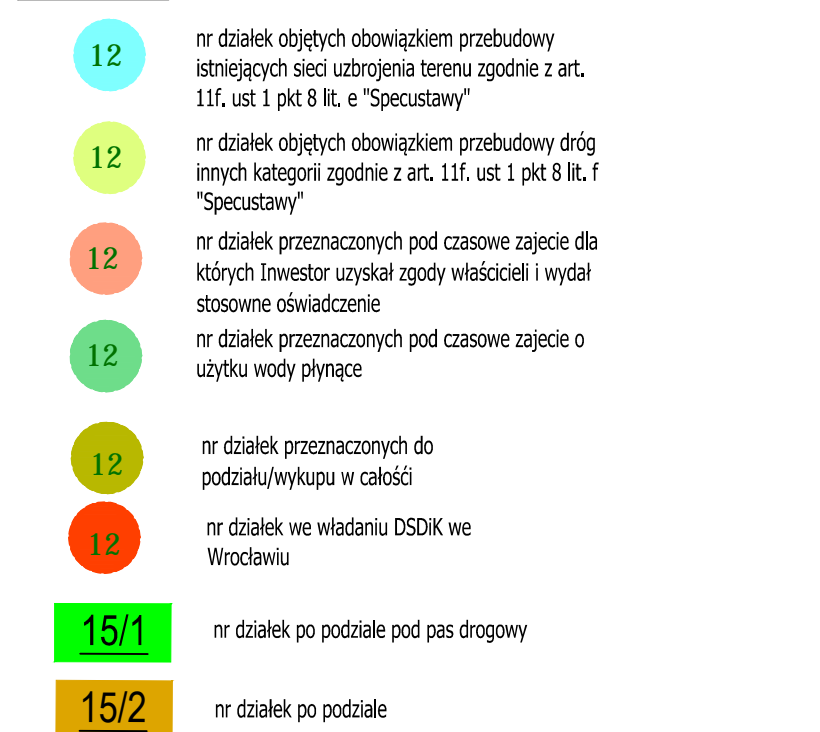 12
nr działek objętych obowiązkiem przebudowy
istniejących sieci uzbrojenia terenu zgodnie z art.
11f. ust 1 pkt 8 lit. e "Specustawy"
12
nr działek objętych obowiązkiem przebudowy dróg
innych kategorii zgodnie z art. 11f. ust 1 pkt 8 lit. f
"Specustawy"
12
nr działek przeznaczonych pod czasowe zajecie dla
których Inwestor uzyskał zgody właścicieli i wydał
stosowne oświadczenie
12
nr działek przeznaczonych pod czasowe zajecie o
użytku wody płynące
12
nr działek przeznaczonych do
podziału/wykupu w całośći
12
nr działek we władaniu DSDiK we
Wrocławiu
15/1
nr działek po podziale pod pas drogowy
15/2
nr działek po podziale